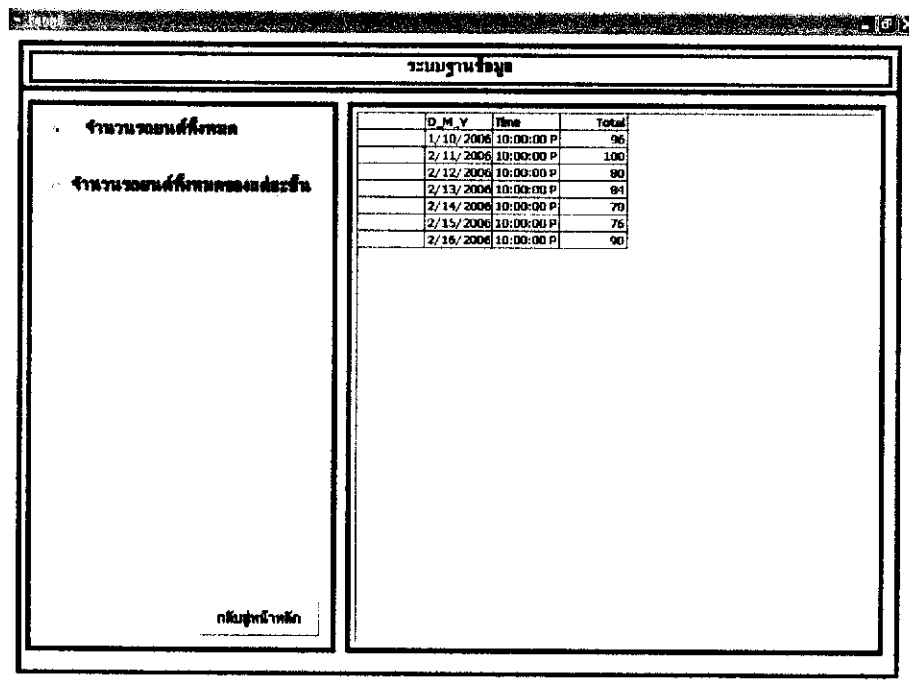 ระบบฐานข้อมูล
จำนวนรถยนต์ทั้งหมด
จำนวนรถยนต์ทั้งหมดของแต่ละชั้น
D_M_Y Time Total
1/10/2006 10:00:00 P 96
2/11/2006 10:00:00 P 100
2/12/2006 10:00:00 P 80
2/13/2006 10:00:00 P 84
2/14/2006 10:00:00 P 70
2/15/2006 10:00:00 P 76
2/16/2006 10:00:00 P 90
กลับสู่หน้าหลัก